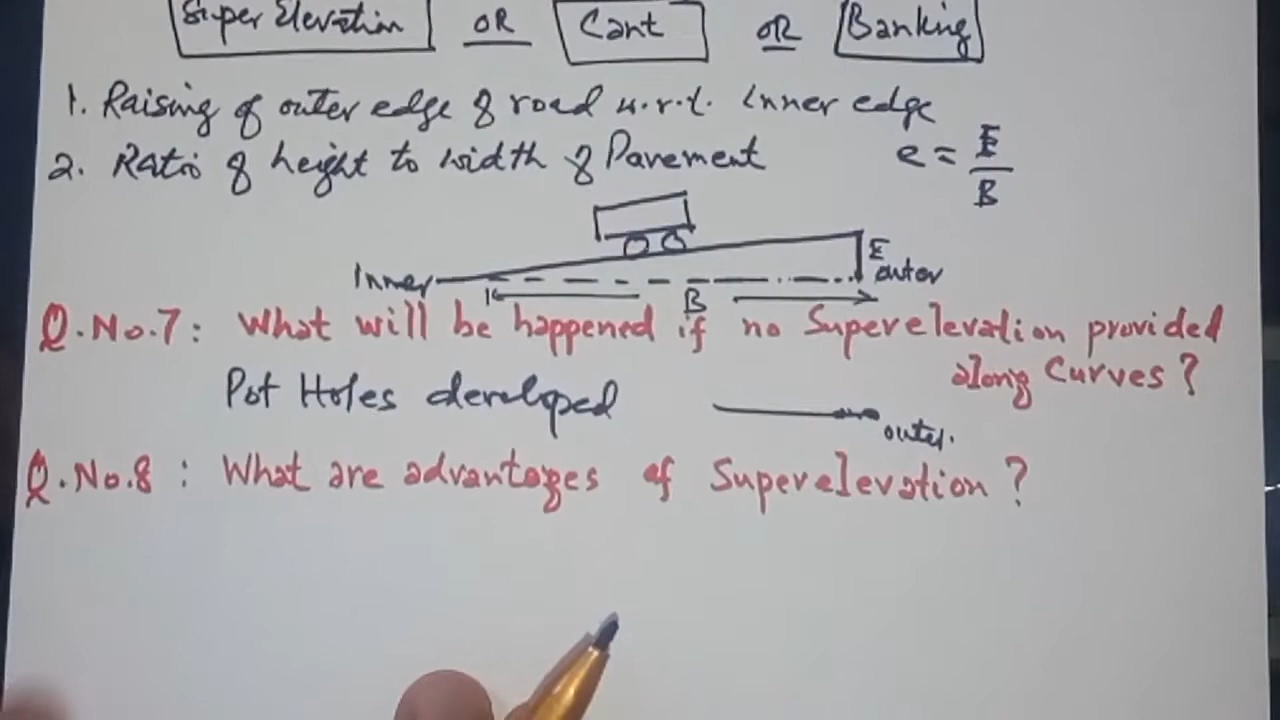 Super Elevation OR Cant OR Banking
1. Raising of outer edge of road w.r.t. inner edge
2. Ratio of height to width of Pavement e = E / B
E
Inner outer
B
Q.No.7: What will be happened if no Superelevation provided
along Curves?
Pot Holes developed
outer.
Q.No.8: What are advantages of Superelevation?